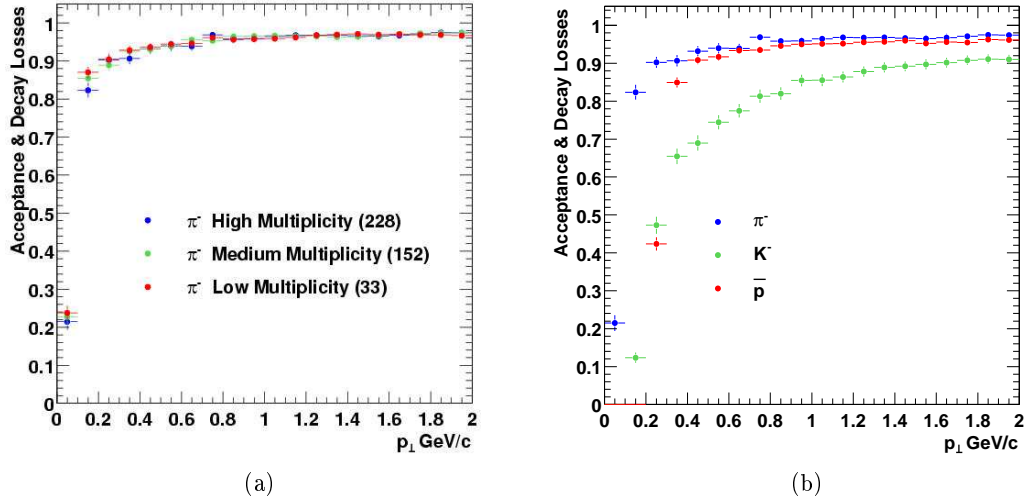 Acceptance & Decay Losses
1
0.9
0.8
0.7
0.6
0.5
0.4
0.3
0.2
0.1
0
π⁻ High Multiplicity (228)
π⁻ Medium Multiplicity (152)
π⁻ Low Multiplicity (33)
0 0.2 0.4 0.6 0.8 1 1.2 1.4 1.6 1.8 2
p⊥ GeV/c
(a)
Acceptance & Decay Losses
1
0.9
0.8
0.7
0.6
0.5
0.4
0.3
0.2
0.1
0
π⁻
K⁻
p̅
0 0.2 0.4 0.6 0.8 1 1.2 1.4 1.6 1.8 2
p⊥ GeV/c
(b)